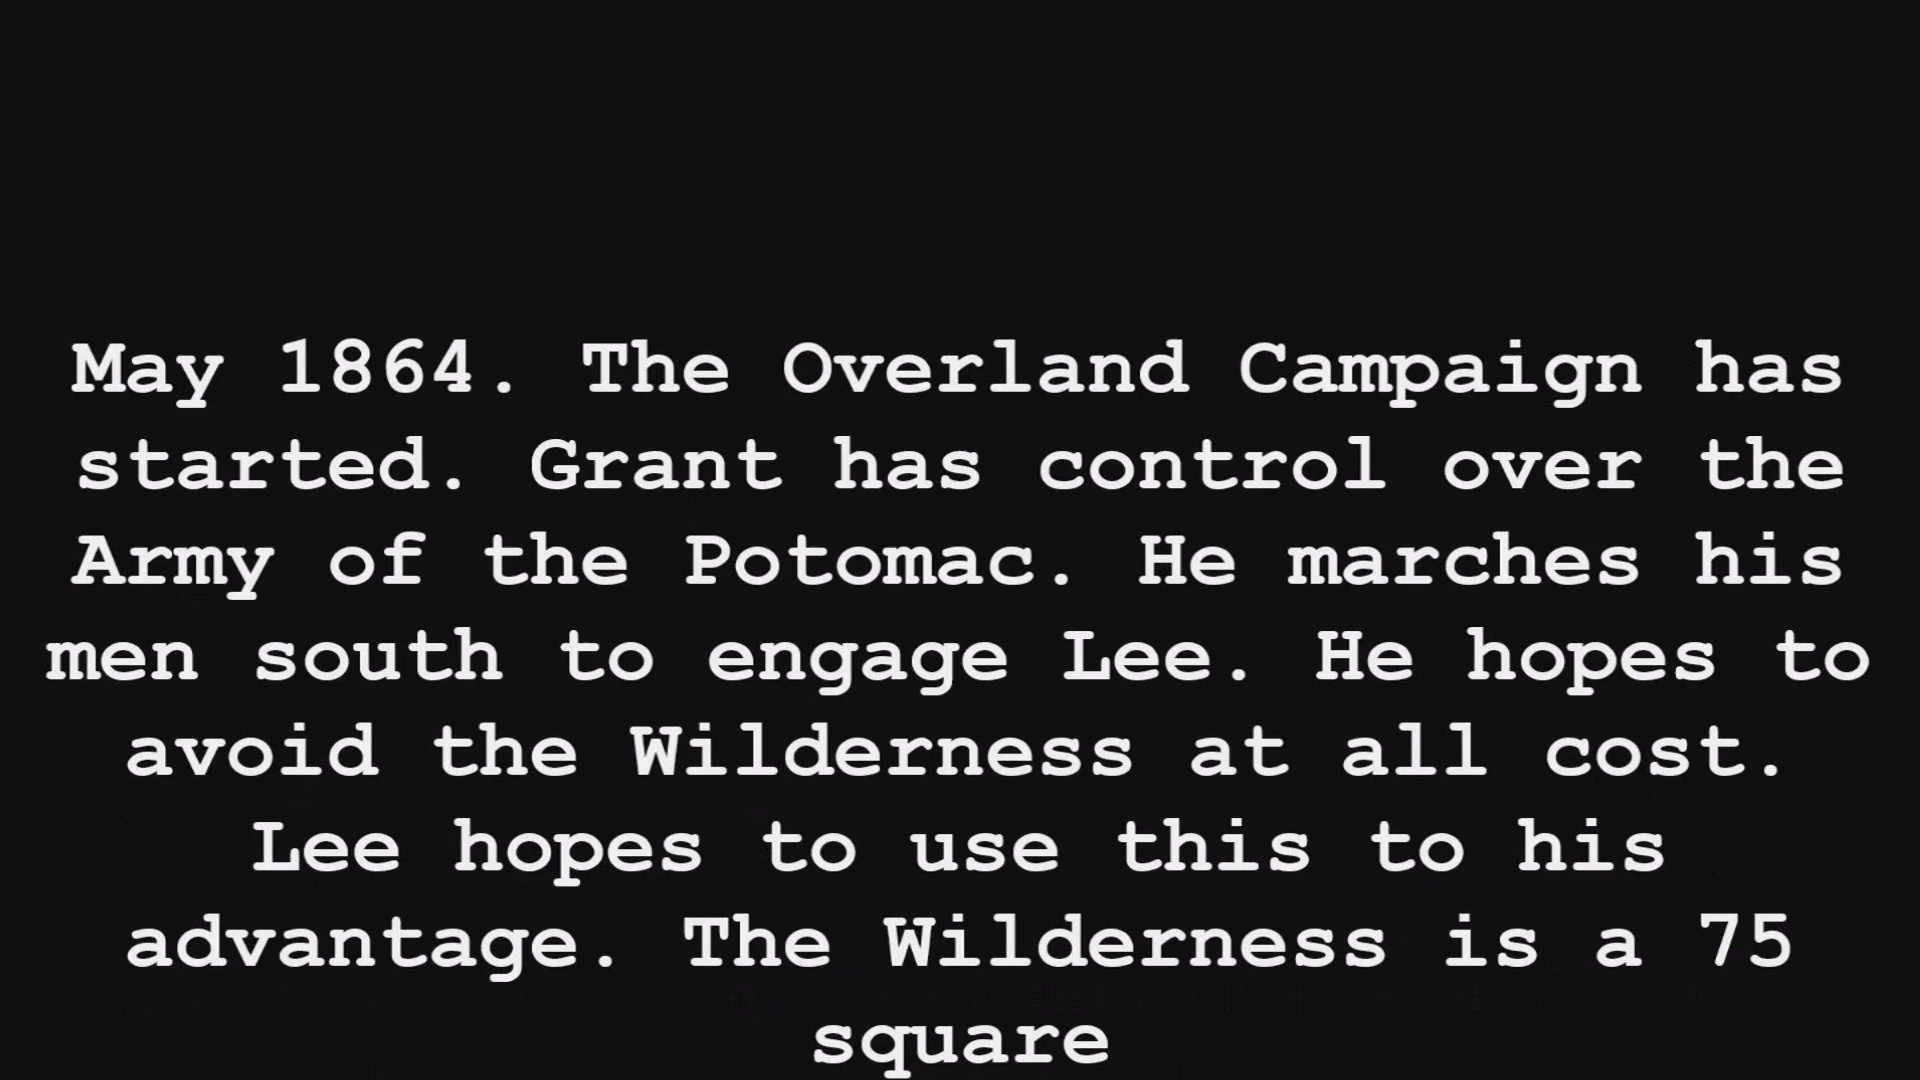 May 1864. The Overland Campaign has
started. Grant has control over the
Army of the Potomac. He marches his
men south to engage Lee. He hopes to
avoid the Wilderness at all cost.
Lee hopes to use this to his
advantage. The Wilderness is a 75
square